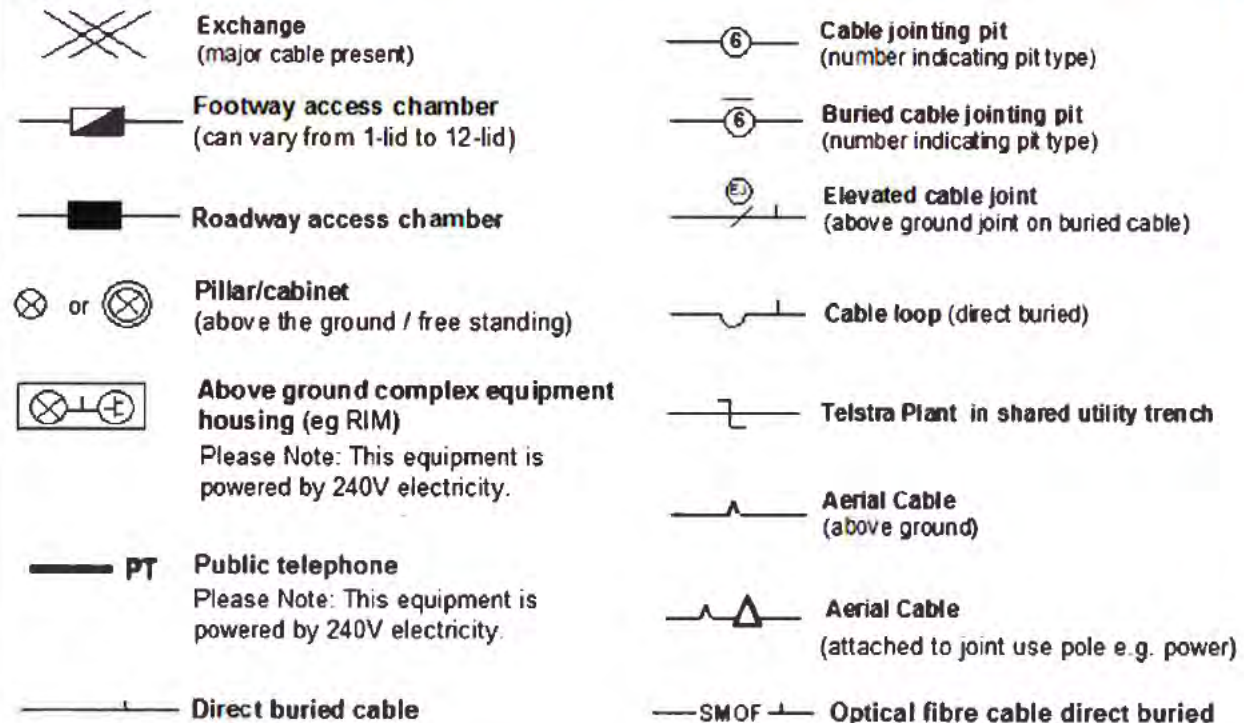 Exchange
(major cable present)
Footway access chamber
(can vary from 1-lid to 12-lid)
Roadway access chamber
or
Pillar/cabinet
(above the ground / free standing)
Above ground complex equipment
housing (eg RIM)
Please Note: This equipment is
powered by 240V electricity.
PT Public telephone
Please Note: This equipment is
powered by 240V electricity.
Direct buried cable
6 Cable jointing pit
(number indicating pit type)
6 Buried cable jointing pit
(number indicating pit type)
EJ Elevated cable joint
(above ground joint on buried cable)
Cable loop (direct buried)
Telstra Plant in shared utility trench
Aerial Cable
(above ground)
Aerial Cable
(attached to joint use pole e.g. power)
SMOF Optical fibre cable direct buried